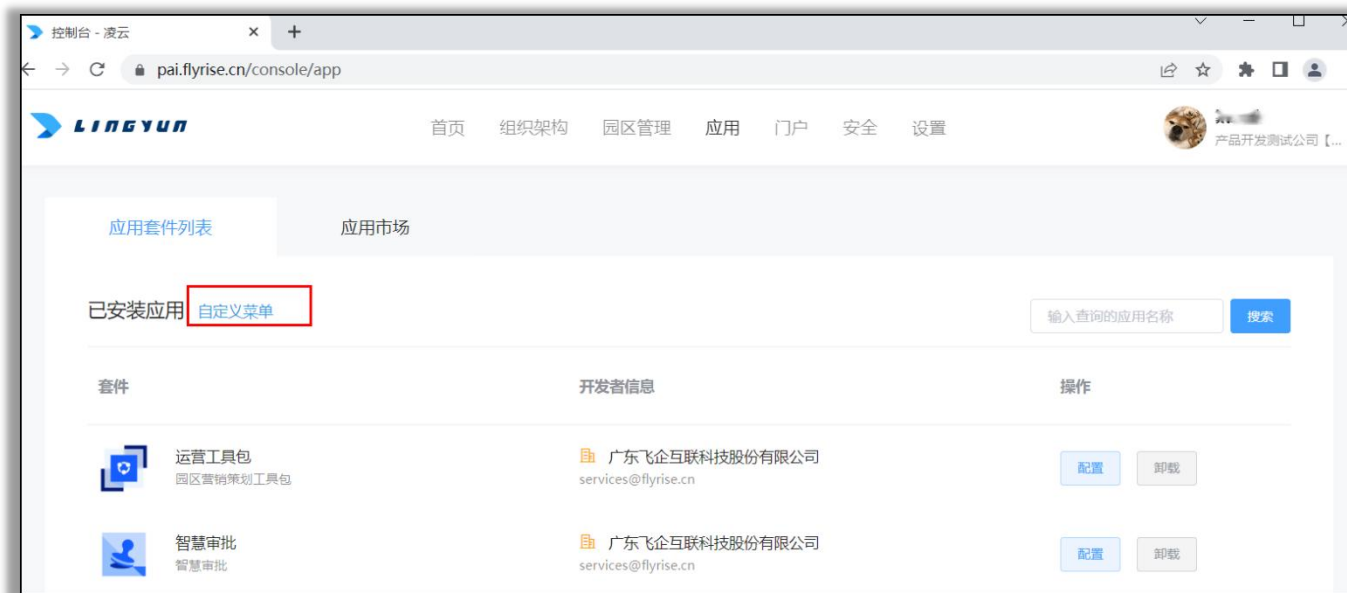 控制台 - 凌云
pai.flyrise.cn/console/app
LINGYUN
首页 组织架构 园区管理 应用 门户 安全 设置
产品开发测试公司【...
应用套件列表 应用市场
已安装应用 自定义菜单
输入查询的应用名称 搜索
套件 开发者信息 操作
运营工具包
园区营销策划工具包
广东飞企互联科技股份有限公司
services@flyrise.cn
配置 卸载
智慧审批
智慧审批
广东飞企互联科技股份有限公司
services@flyrise.cn
配置 卸载